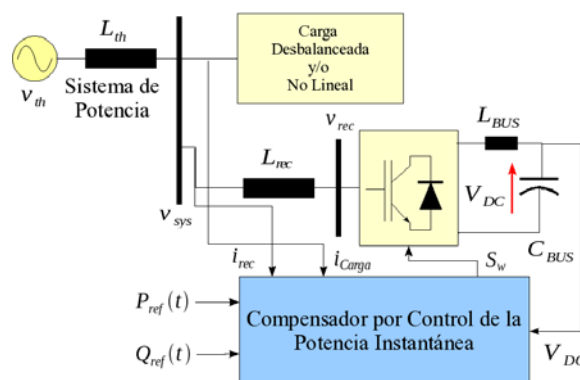 L_th
Sistema de
Potencia
v_th
Carga
Desbalanceada
y/o
No Lineal
v_sys
L_rec
v_rec
L_BUS
V_DC
C_BUS
i_rec
i_Carga
S_w
P_ref(t)
Q_ref(t)
Compensador por Control de la
Potencia Instantánea
V_DC